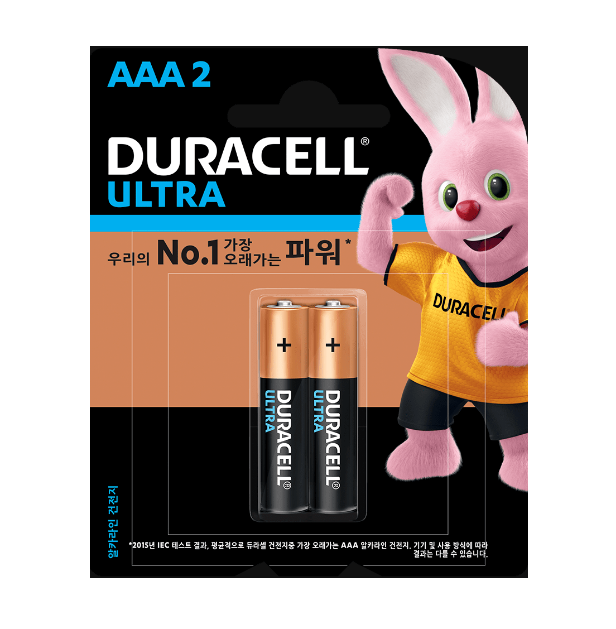 AAA 2
DURACELL®
ULTRA
우리의 No.1 가장 오래가는 파워*
DURACELL
+
+
DURACELL®
ULTRA
DURACELL®
ULTRA
알카라인 건전지
*2015년 IEC 테스트 결과, 평균적으로 듀라셀 건전지중 가장 오래가는 AAA 알카라인 건전지. 기기 및 사용 방식에 따라
결과는 다를 수 있습니다.